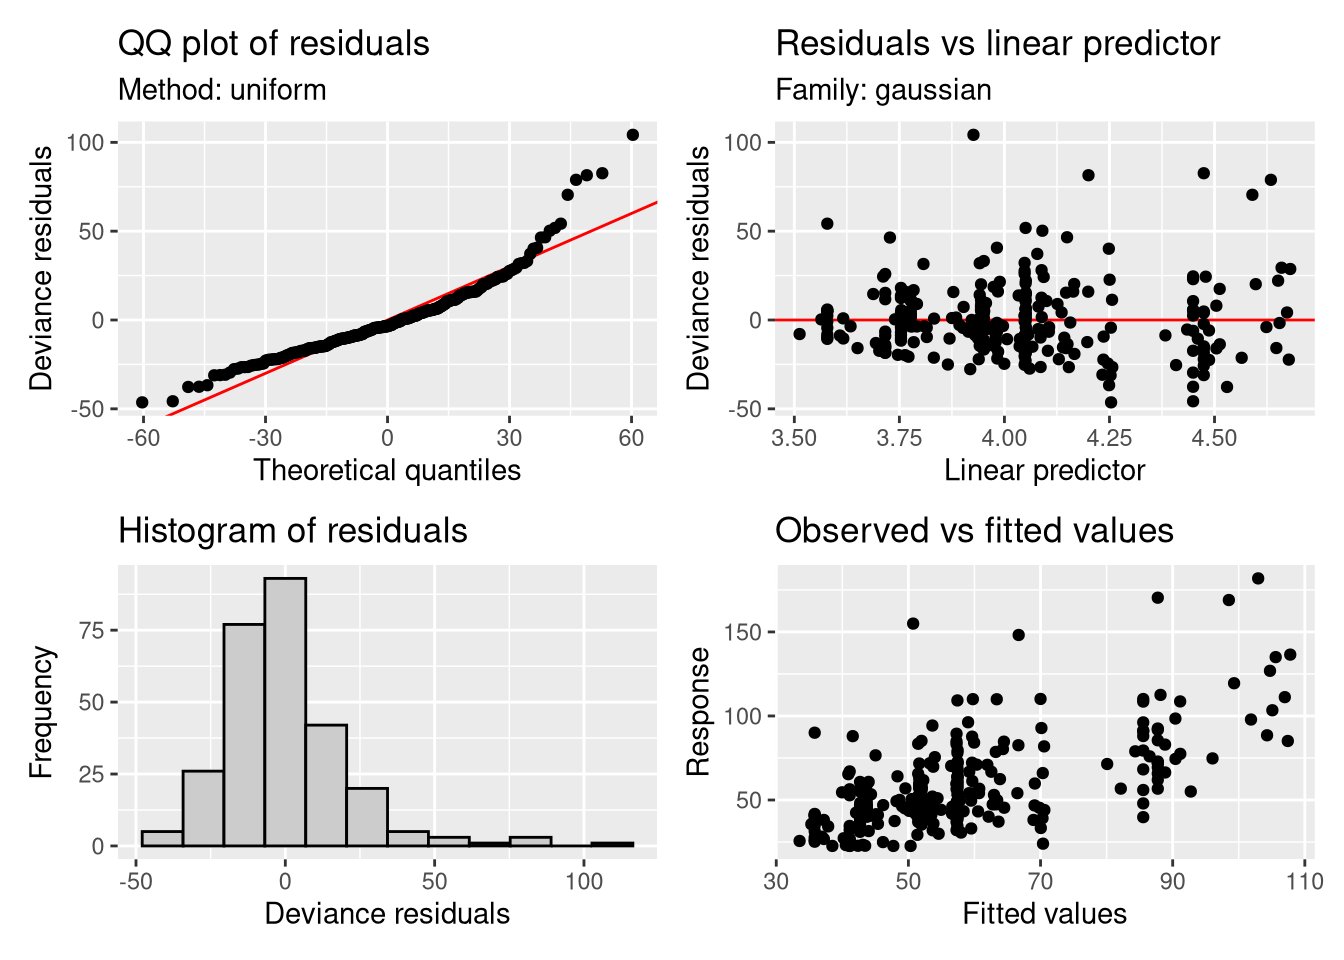 QQ plot of residuals
Method: uniform
100
50
0
-50
-60
-30
0
30
60
Deviance residuals
Theoretical quantiles
Residuals vs linear predictor
Family: gaussian
100
50
0
-50
3.50
3.75
4.00
4.25
4.50
Deviance residuals
Linear predictor
Histogram of residuals
75
50
25
0
-50
0
50
100
Frequency
Deviance residuals
Observed vs fitted values
150
100
50
30
50
70
90
110
Response
Fitted values